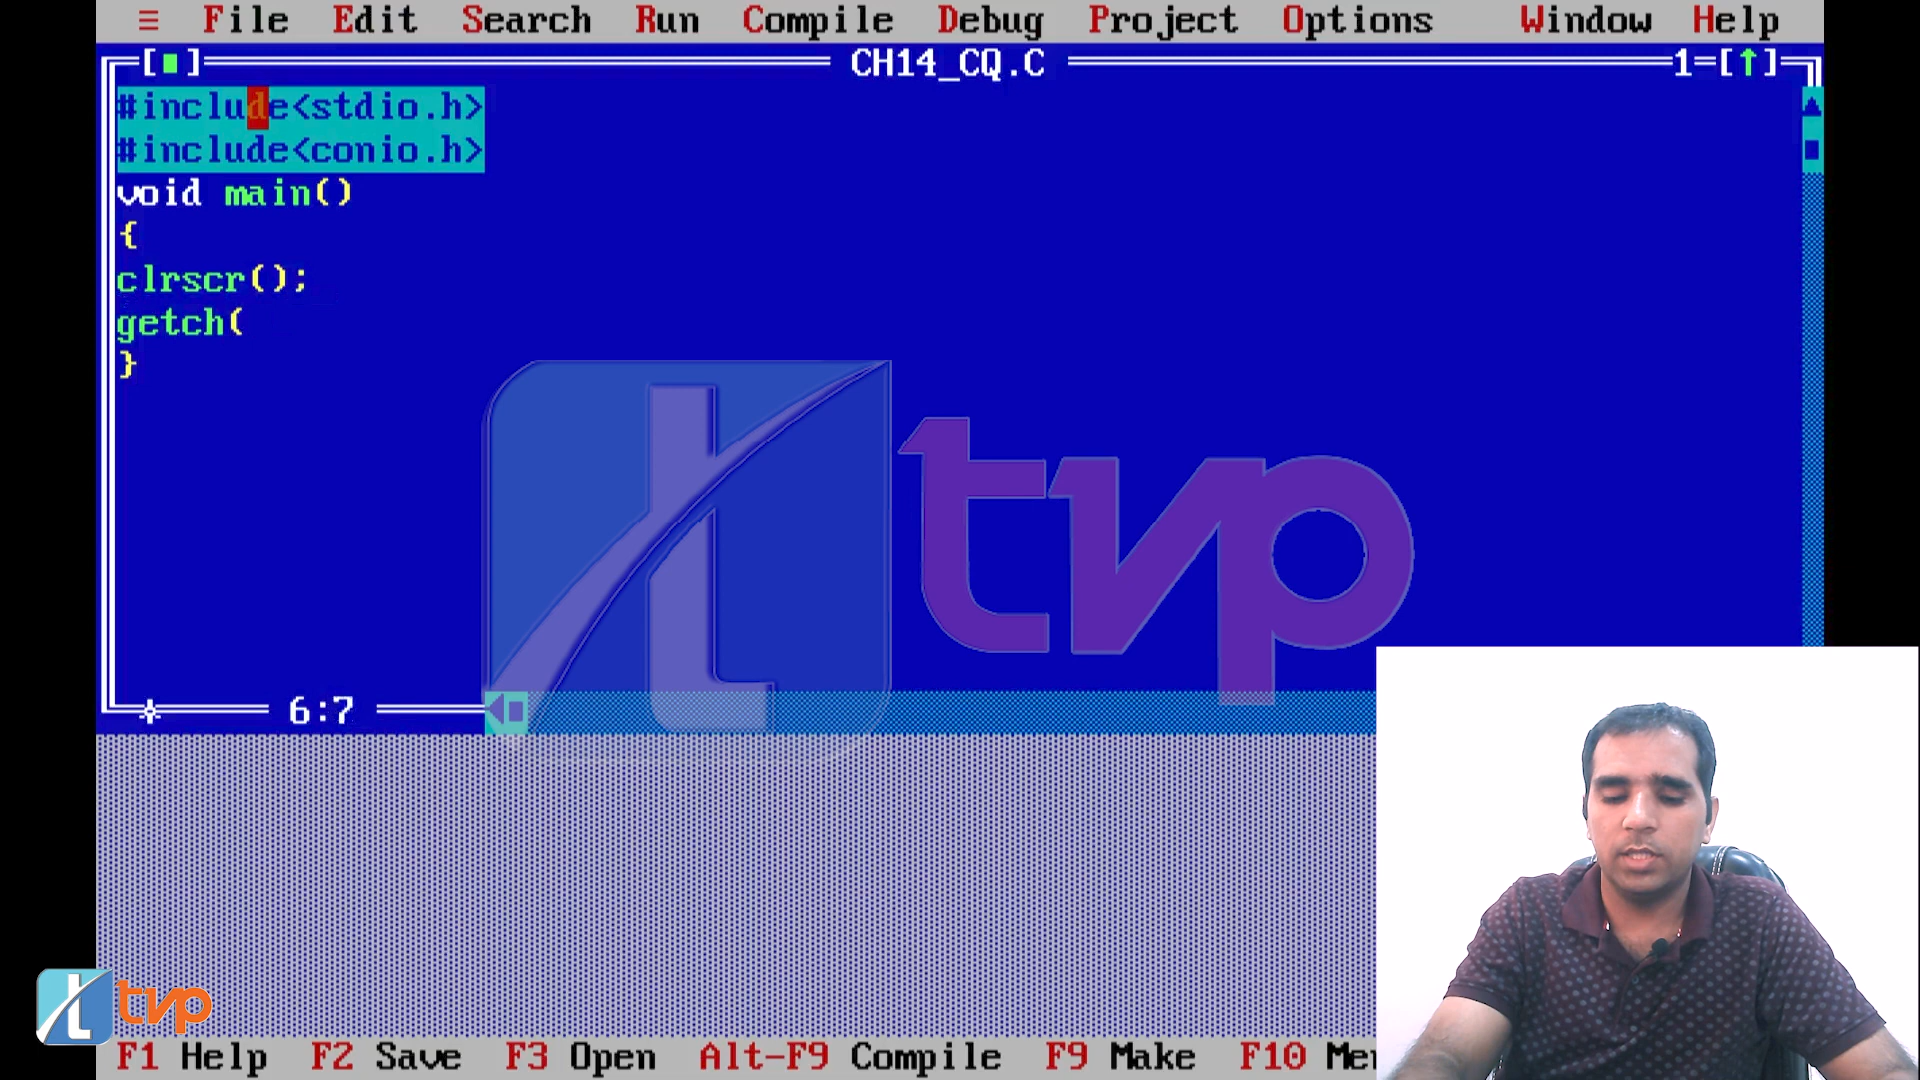 ≡ File Edit Search Run Compile Debug Project Options Window Help
[■] CH14_CQ.C 1=[↑]
#include<stdio.h>
#include<conio.h>
void main()
{
clrscr();
getch(
}
tvp
6:7
tvp
F1 Help F2 Save F3 Open Alt-F9 Compile F9 Make F10